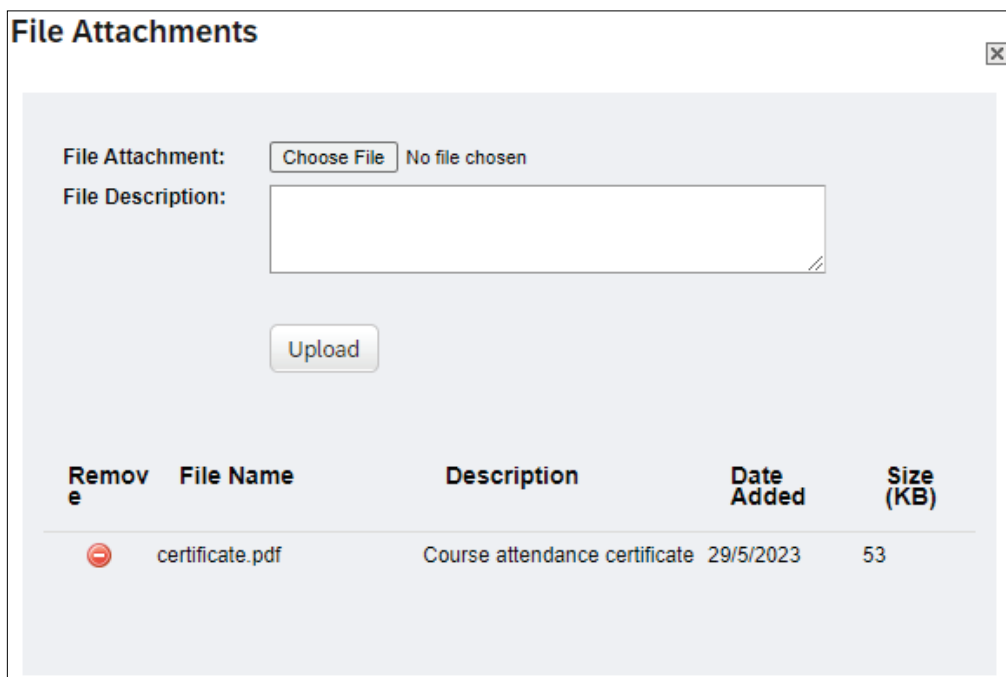 File Attachments
File Attachment: Choose File No file chosen
File Description:
Upload
Remov
e File Name Description Date
Added Size
(KB)
certificate.pdf Course attendance certificate 29/5/2023 53